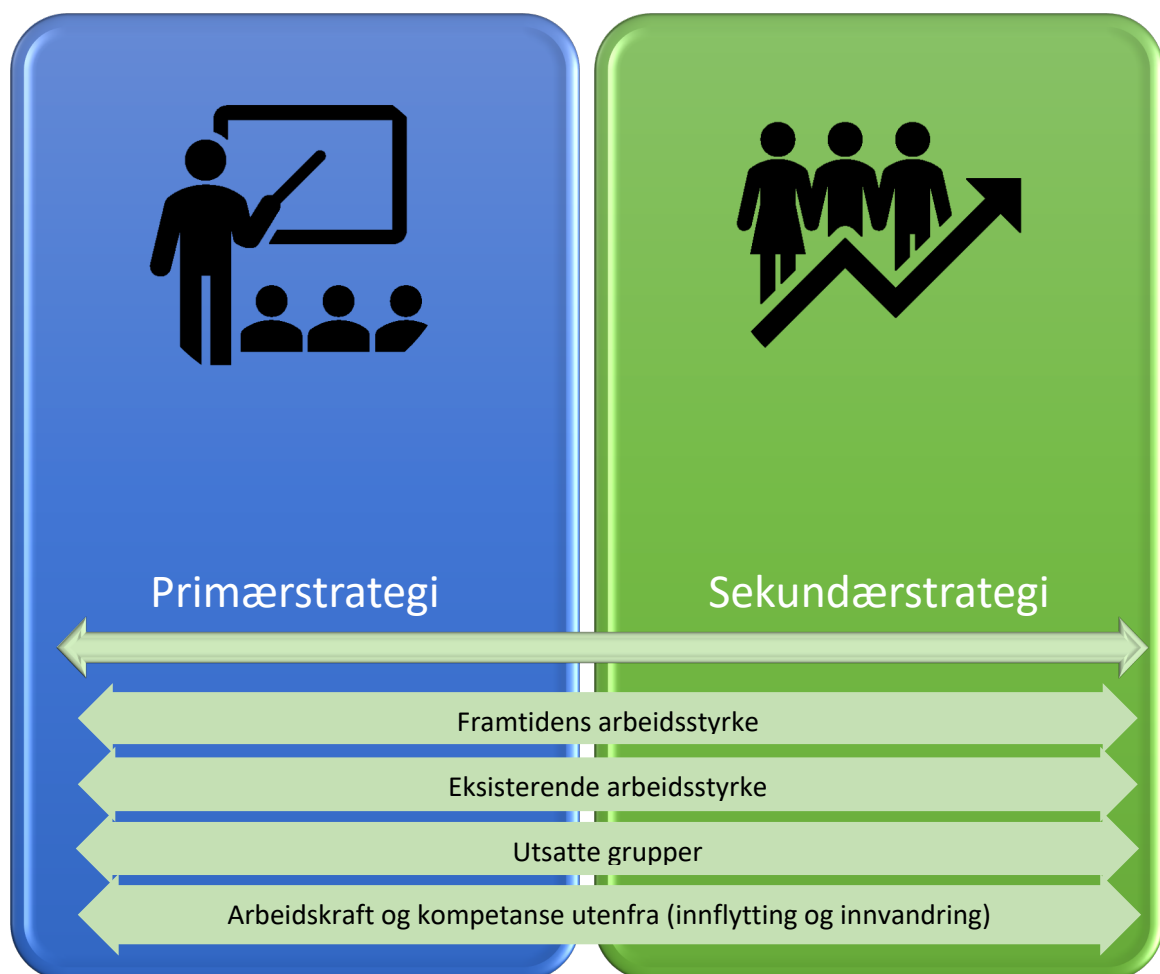 Primærstrategi
Sekundærstrategi
Framtidens arbeidsstyrke
Eksisterende arbeidsstyrke
Utsatte grupper
Arbeidskraft og kompetanse utenfra (innflytting og innvandring)